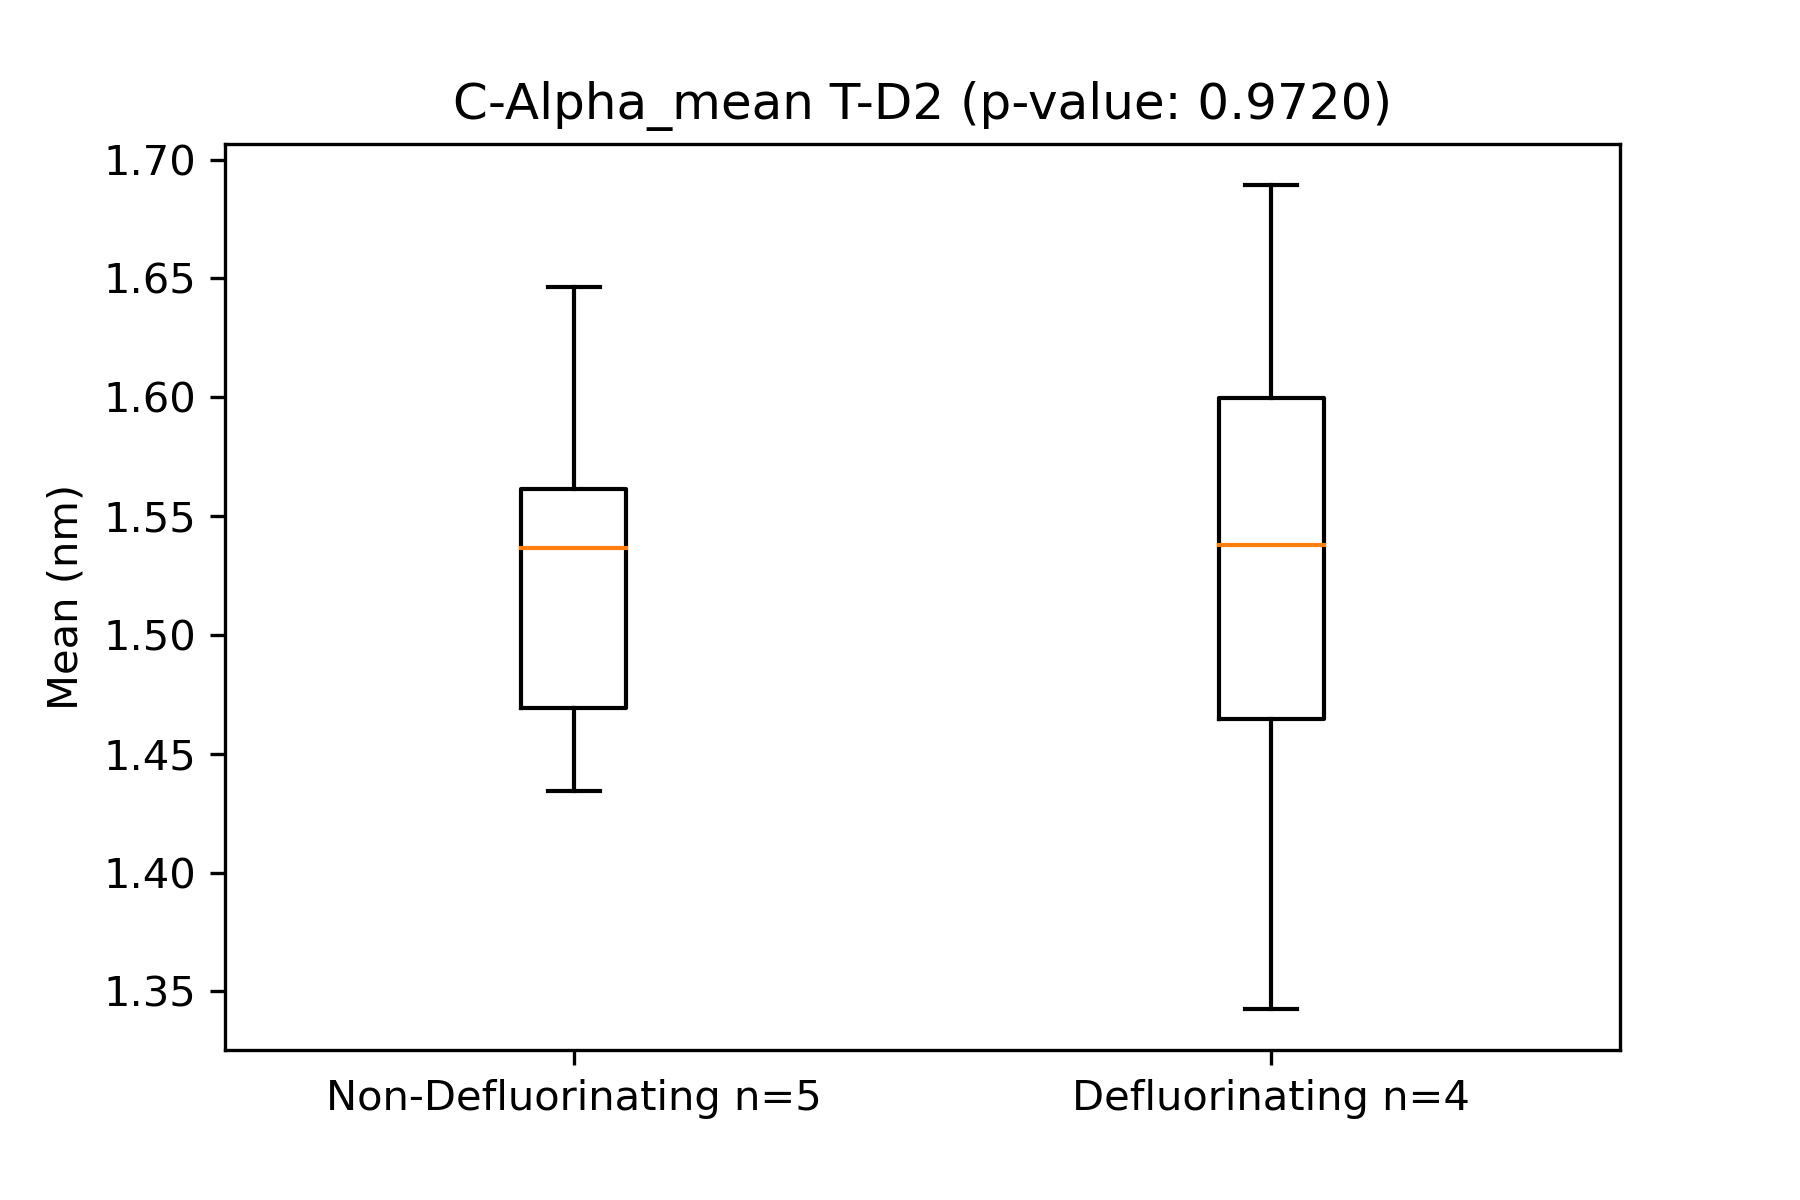 C-Alpha_mean T-D2 (p-value: 0.9720)
1.70
1.65
1.60
1.55
1.50
1.45
1.40
1.35
Mean (nm)
Non-Defluorinating n=5
Defluorinating n=4